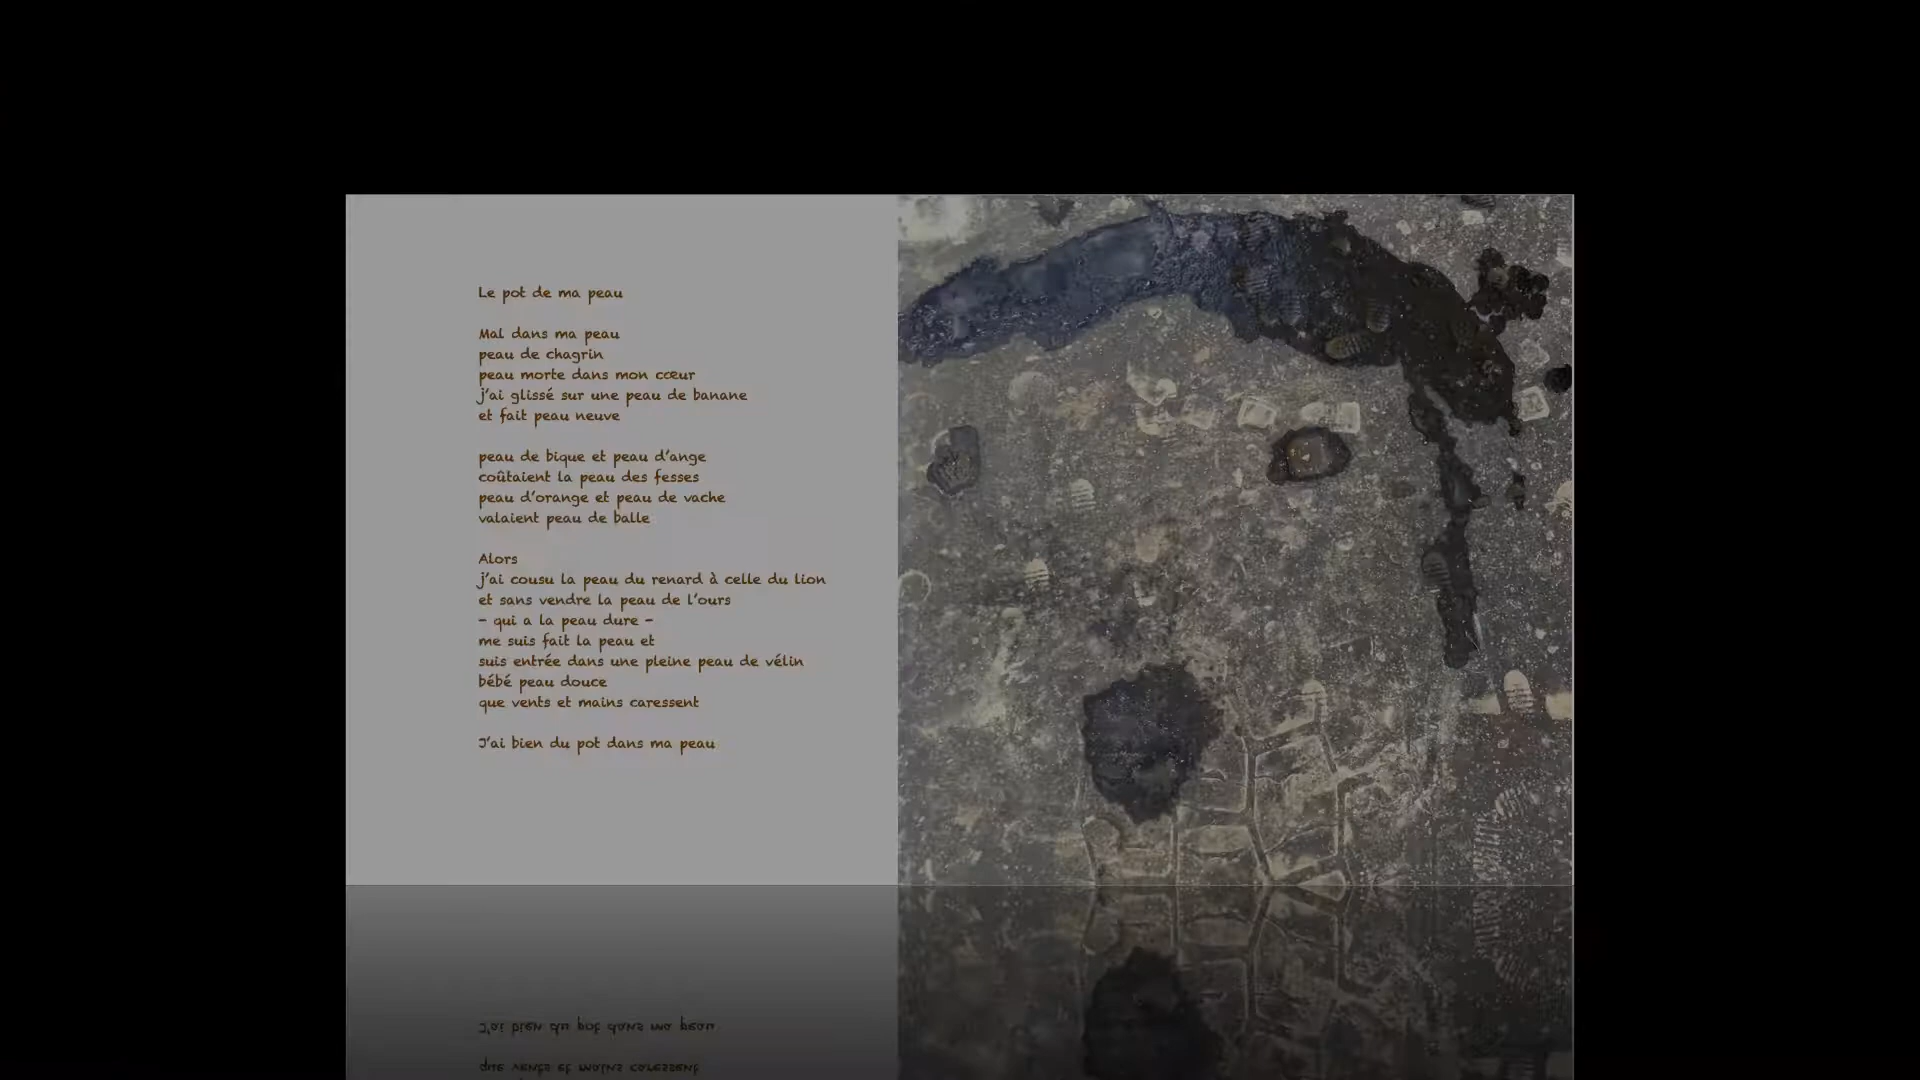 Le pot de ma peau
Mal dans ma peau
peau de chagrin
peau morte dans mon cœur
j'ai glissé sur une peau de banane
et fait peau neuve
peau de bique et peau d'ange
coûtaient la peau des fesses
peau d'orange et peau de vache
valaient peau de balle
Alors
j'ai cousu la peau du renard à celle du lion
et sans vendre la peau de l'ours
- qui a la peau dure -
me suis fait la peau et
suis entrée dans une pleine peau de vélin
bébé peau douce
que vents et mains caressent
J'ai bien du pot dans ma peau